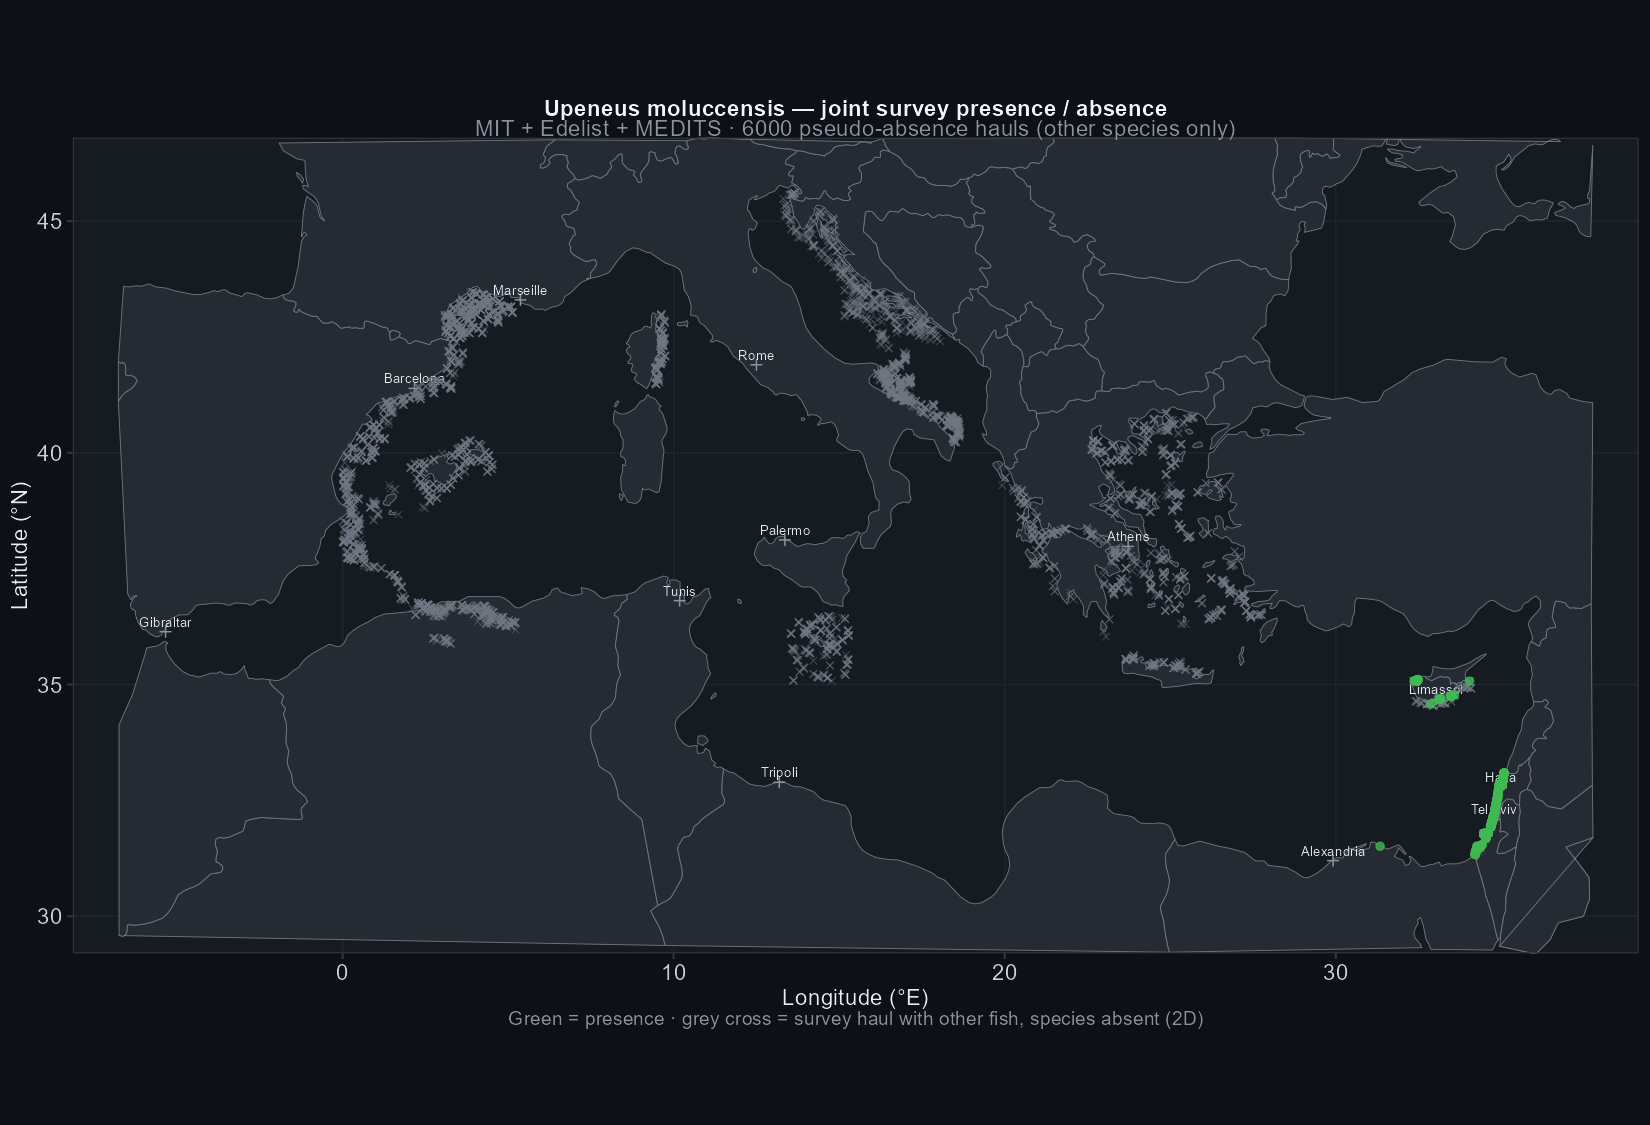 Upeneus moluccensis — joint survey presence / absence
MIT + Edelist + MEDITS · 6000 pseudo-absence hauls (other species only)
45
40
35
30
Latitude (°N)
Marseille
Barcelona
Rome
Palermo
Athens
Tunis
Gibraltar
Limassol
Tripoli
Haifa
Tel Aviv
Alexandria
0
10
20
30
Longitude (°E)
Green = presence · grey cross = survey haul with other fish, species absent (2D)